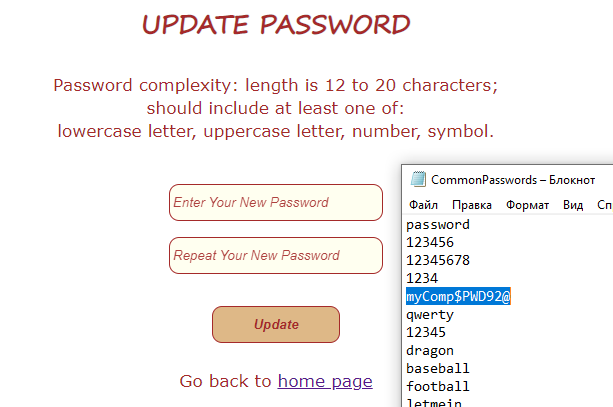 UPDATE PASSWORD
Password complexity: length is 12 to 20 characters;
should include at least one of:
lowercase letter, uppercase letter, number, symbol.
Enter Your New Password
Repeat Your New Password
Update
Go back to home page
CommonPasswords – Блокнот
Файл Правка Формат Вид Сп
password
123456
12345678
1234
myComp$PWD92@
qwerty
12345
dragon
baseball
football
letmein